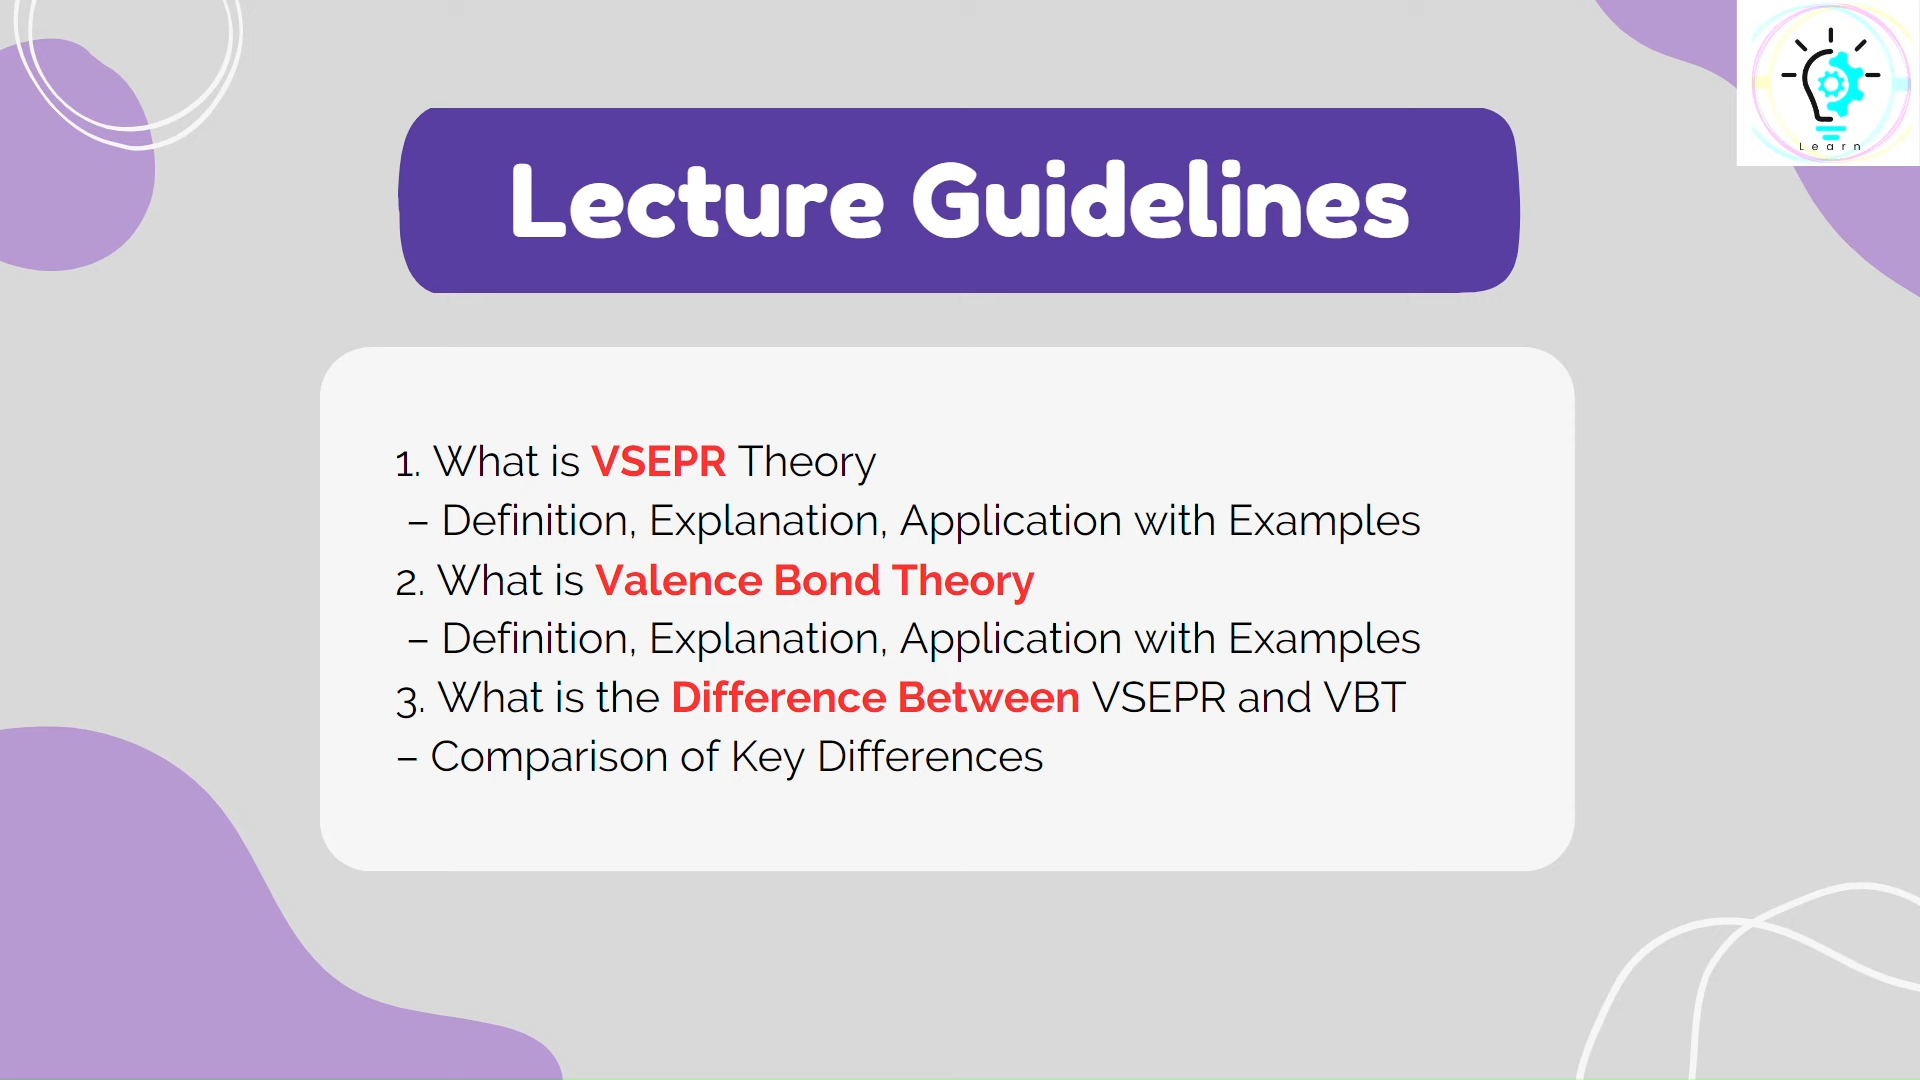 Learn
Lecture Guidelines
1. What is VSEPR Theory
– Definition, Explanation, Application with Examples
2. What is Valence Bond Theory
– Definition, Explanation, Application with Examples
3. What is the Difference Between VSEPR and VBT
– Comparison of Key Differences